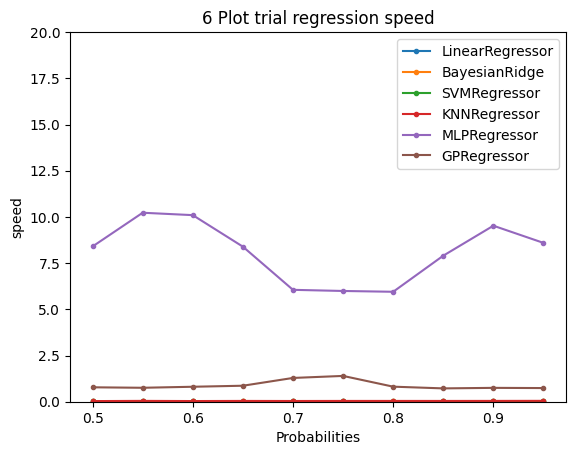 6 Plot trial regression speed
20.0
17.5
15.0
12.5
10.0
7.5
5.0
2.5
0.0
speed
LinearRegressor
BayesianRidge
SVMRegressor
KNNRegressor
MLPRegressor
GPRegressor
0.5 0.6 0.7 0.8 0.9
Probabilities